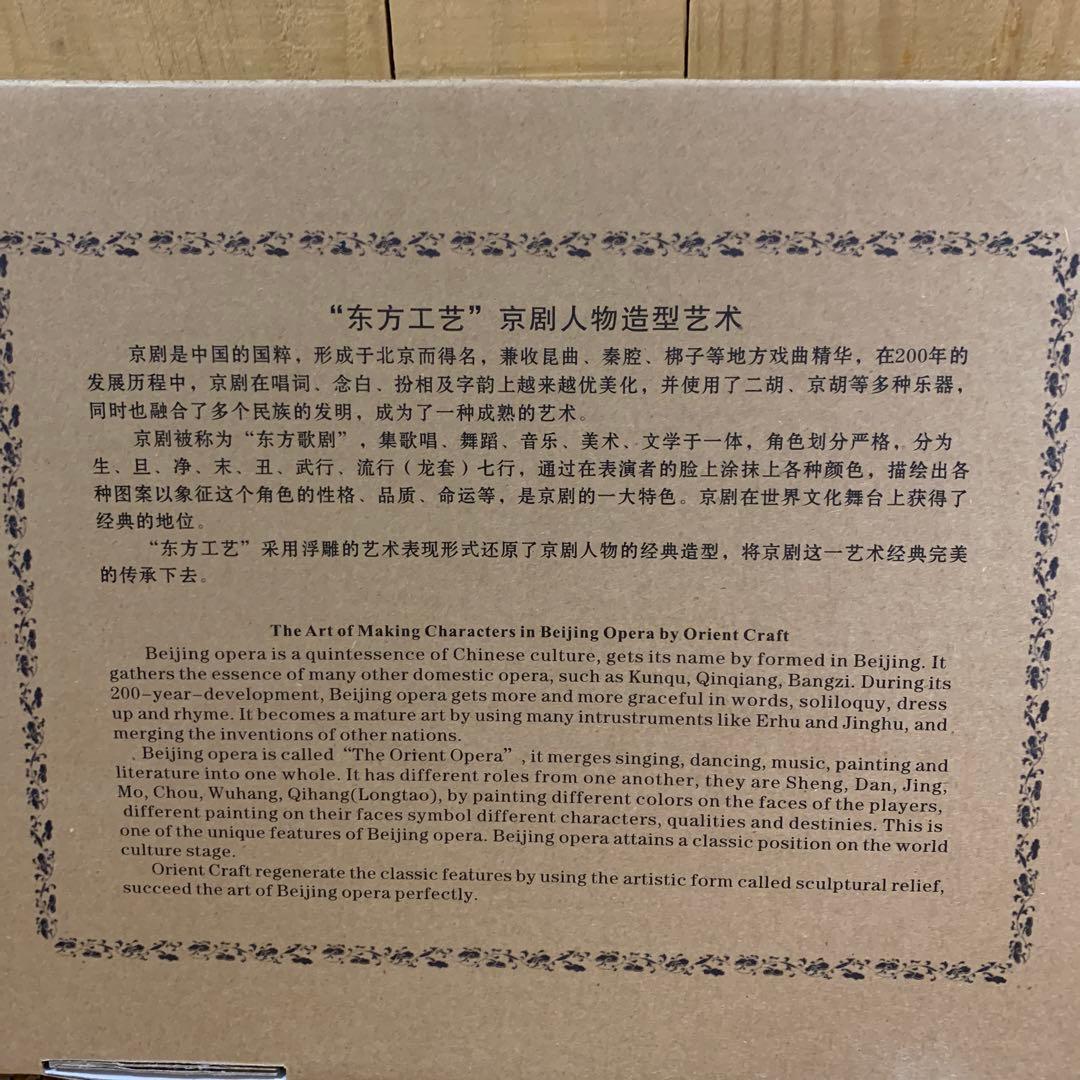 “东方工艺”京剧人物造型艺术
京剧是中国的国粹，形成于北京而得名，兼收昆曲、秦腔、梆子等地方戏曲精华，在200年的
发展历程中，京剧在唱词、念白、扮相及字韵上越来越优美化，并使用了二胡、京胡等多种乐器，
同时也融合了多个民族的发明，成为了一种成熟的艺术。
京剧被称为“东方歌剧”，集歌唱、舞蹈、音乐、美术、文学于一体，角色划分严格，分为
生、旦、净、末、丑、武行、流行（龙套）七行，通过在表演者的脸上涂抹上各种颜色，描绘出各
种图案以象征这个角色的性格、品质、命运等，是京剧的一大特色。京剧在世界文化舞台上获得了
经典的地位。
“东方工艺”采用浮雕的艺术表现形式还原了京剧人物的经典造型，将京剧这一艺术经典完美
的传承下去。
The Art of Making Characters in Beijing Opera by Orient Craft
Beijing opera is a quintessence of Chinese culture, gets its name by formed in Beijing. It
gathers the essence of many other domestic opera, such as Kunqu, Qinqiang, Bangzi. During its
200-year-development, Beijing opera gets more and more graceful in words, soliloquy, dress
up and rhyme. It becomes a mature art by using many intrustruments like Erhu and Jinghu, and
merging the inventions of other nations.
Beijing opera is called “The Orient Opera”, it merges singing, dancing, music, painting and
literature into one whole. It has different roles from one another, they are Sheng, Dan, Jing,
Mo, Chou, Wuhang, Qihang(Longtao), by painting different colors on the faces of the players,
different painting on their faces symbol different characters, qualities and destinies. This is
one of the unique features of Beijing opera. Beijing opera attains a classic position on the world
culture stage.
Orient Craft regenerate the classic features by using the artistic form called sculptural relief,
succeed the art of Beijing opera perfectly.